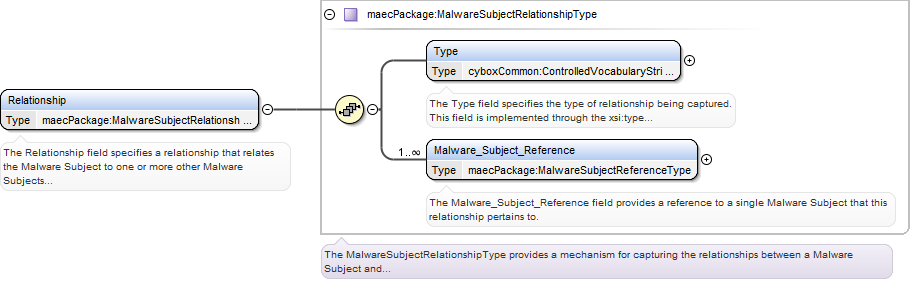 maecPackage:MalwareSubjectRelationshipType
Type
Type cyboxCommon:ControlledVocabularyStri ...
The Type field specifies the type of relationship being captured.
This field is implemented through the xsi:type...
Relationship
Type maecPackage:MalwareSubjectRelationsh ...
The Relationship field specifies a relationship that relates
the Malware Subject to one or more other Malware
Subjects...
1..∞
Malware_Subject_Reference
Type maecPackage:MalwareSubjectReferenceType
The Malware_Subject_Reference field provides a reference to a single Malware Subject that this
relationship pertains to.
The MalwareSubjectRelationshipType provides a mechanism for capturing the relationships between a Malware
Subject and...